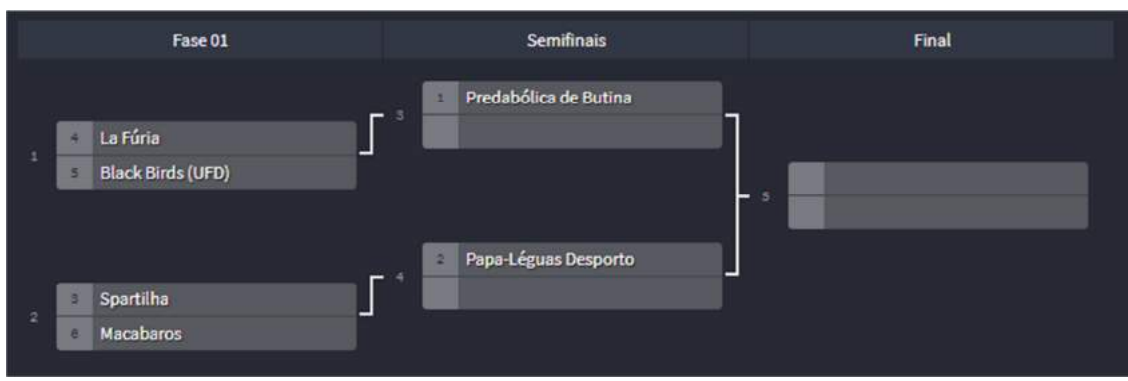 Fase 01
Semifinais
Final
1
4 La Fúria
5 Black Birds (UFD)
2
3 Spartilha
6 Macabaros
3
1 Predabólica de Butina
4
2 Papa-Léguas Desporto
5